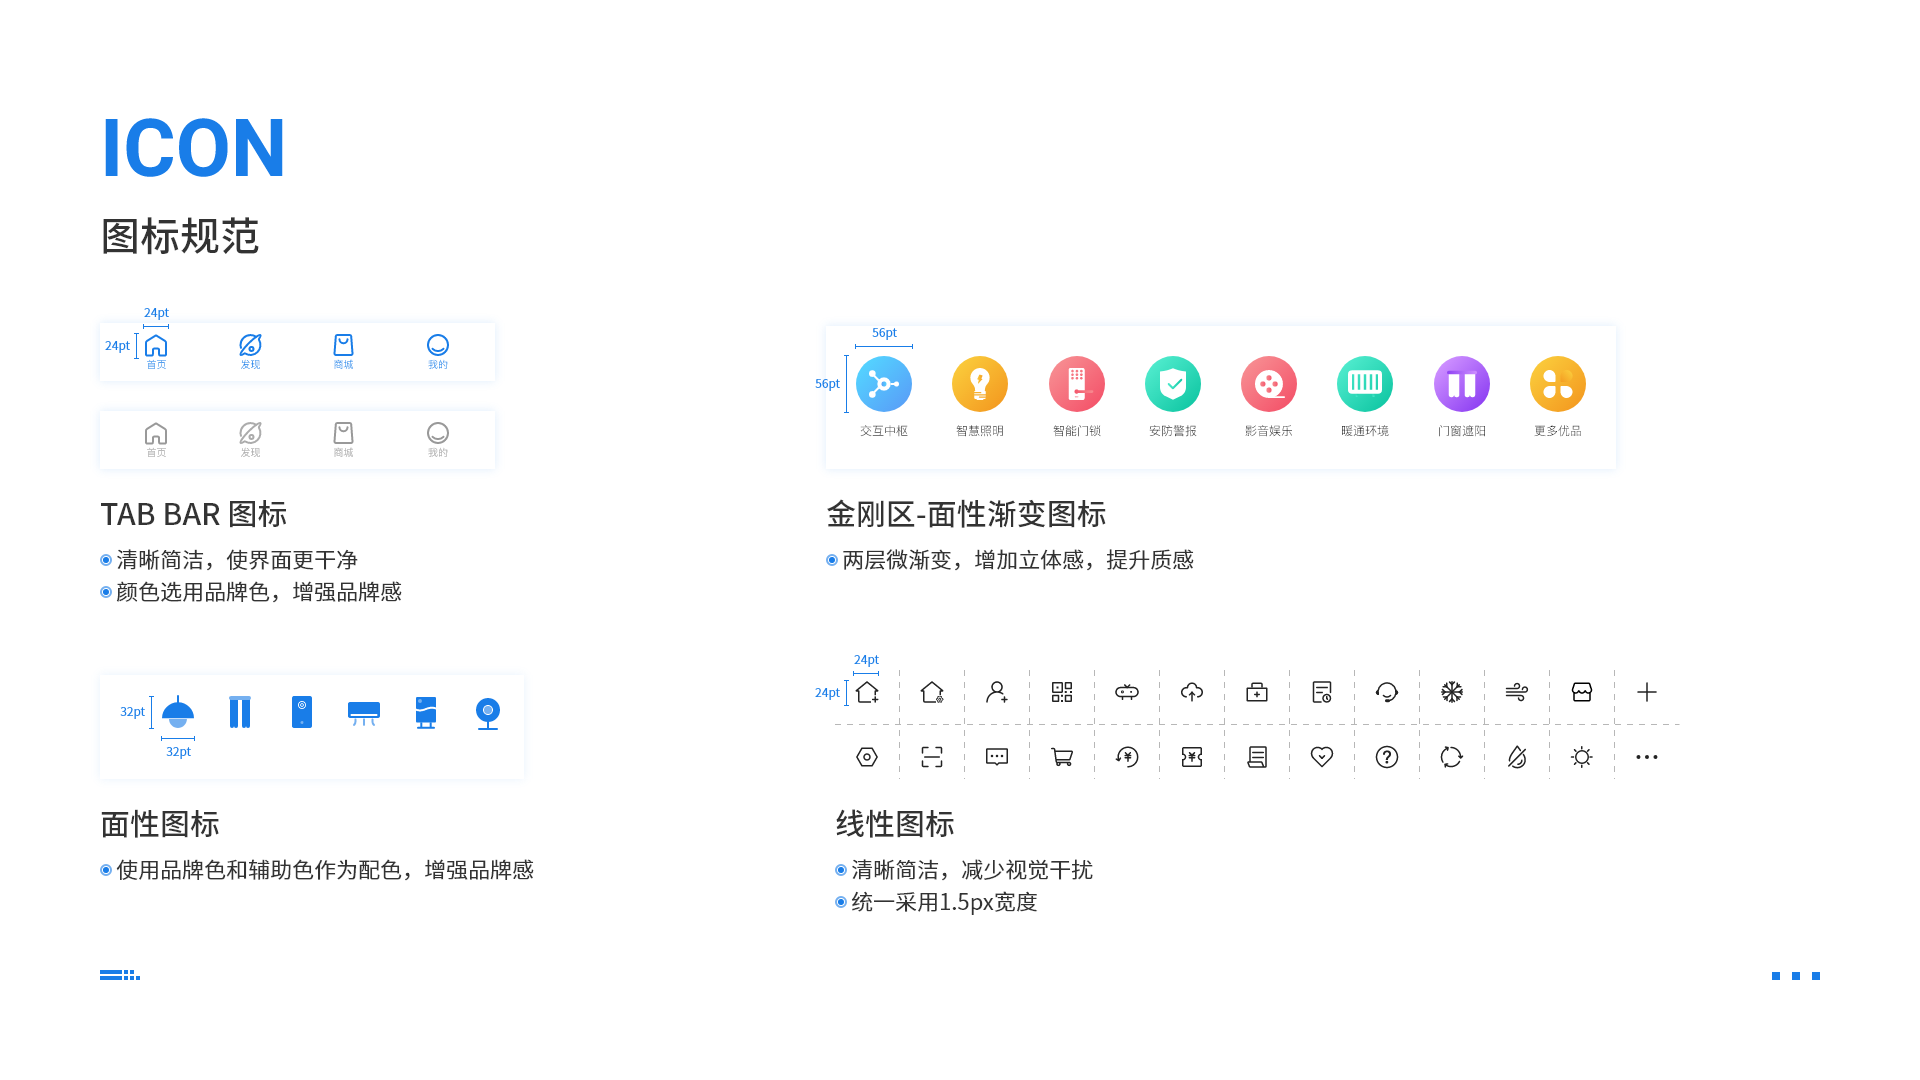 ICON
图标规范
24pt
24pt
首页 发现 商城 我的
首页 发现 商城 我的
TAB BAR 图标
清晰简洁，使界面更干净
颜色选用品牌色，增强品牌感
56pt
56pt
交互中枢 智慧照明 智能门锁 安防警报 影音娱乐 暖通环境 门窗遮阳 更多优品
金刚区-面性渐变图标
两层微渐变，增加立体感，提升质感
32pt
32pt
面性图标
使用品牌色和辅助色作为配色，增强品牌感
24pt
24pt
线性图标
清晰简洁，减少视觉干扰
统一采用1.5px宽度